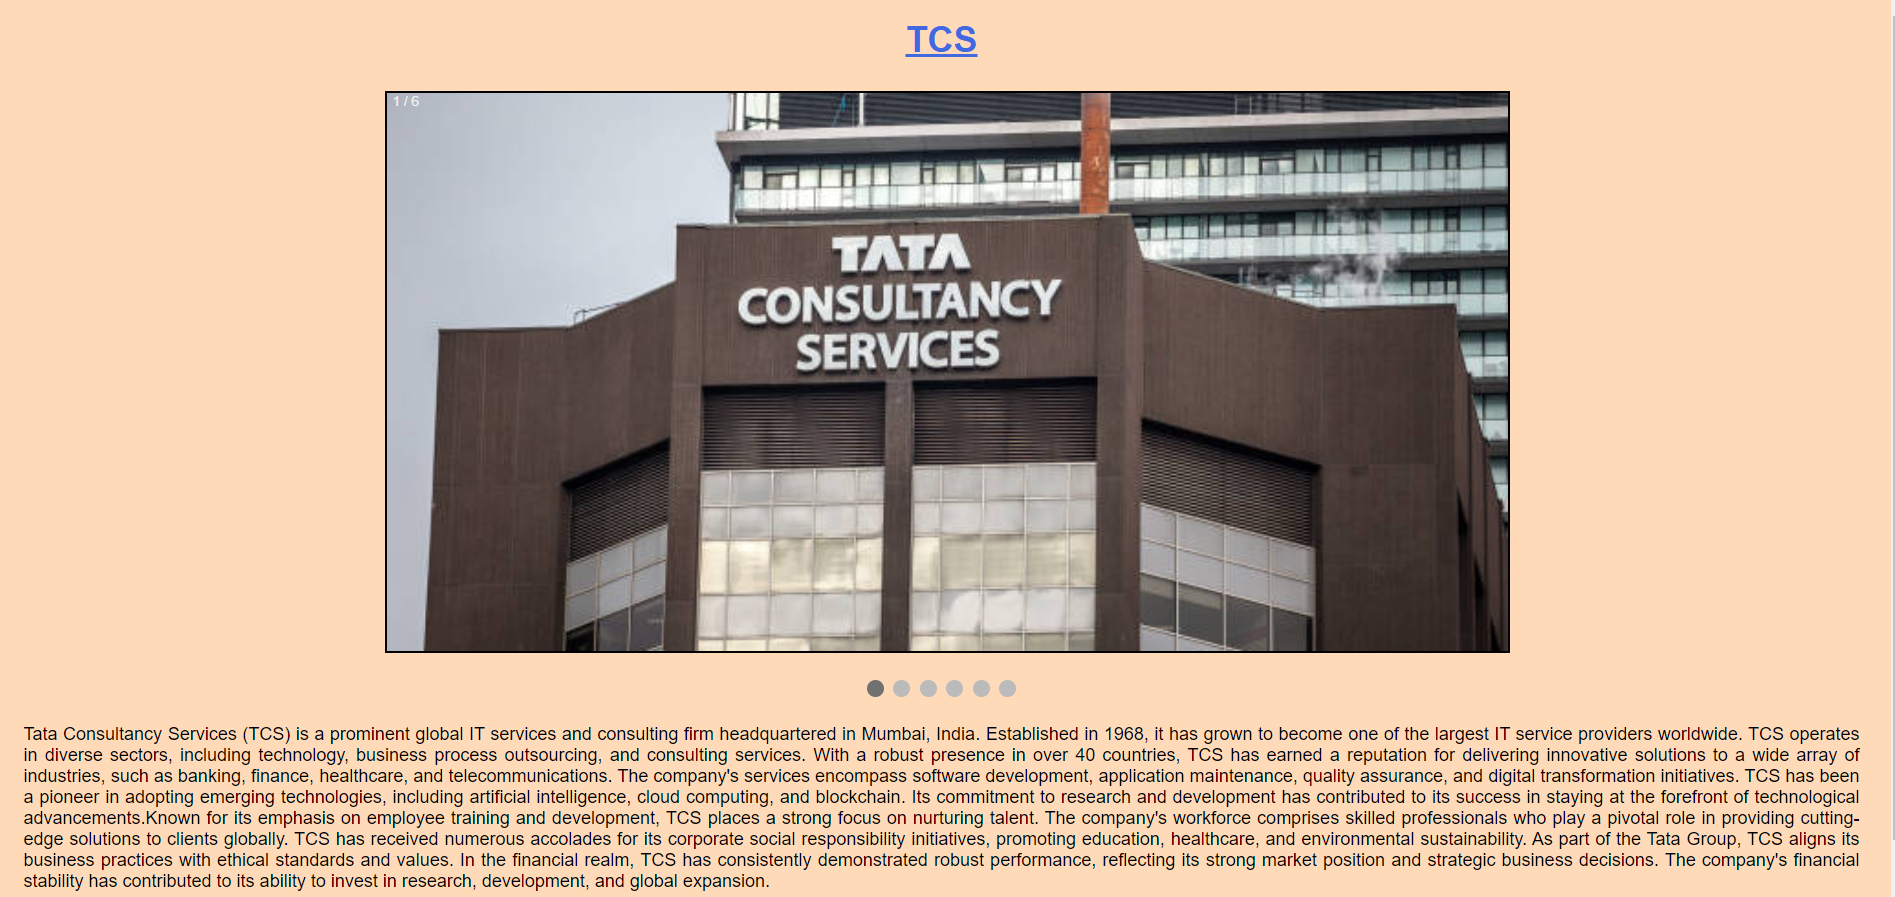 TCS
1 / 6
TATA
CONSULTANCY
SERVICES
Tata Consultancy Services (TCS) is a prominent global IT services and consulting firm headquartered in Mumbai, India. Established in 1968, it has grown to become one of the largest IT service providers worldwide. TCS operates
in diverse sectors, including technology, business process outsourcing, and consulting services. With a robust presence in over 40 countries, TCS has earned a reputation for delivering innovative solutions to a wide array of
industries, such as banking, finance, healthcare, and telecommunications. The company's services encompass software development, application maintenance, quality assurance, and digital transformation initiatives. TCS has been
a pioneer in adopting emerging technologies, including artificial intelligence, cloud computing, and blockchain. Its commitment to research and development has contributed to its success in staying at the forefront of technological
advancements.Known for its emphasis on employee training and development, TCS places a strong focus on nurturing talent. The company's workforce comprises skilled professionals who play a pivotal role in providing cutting-
edge solutions to clients globally. TCS has received numerous accolades for its corporate social responsibility initiatives, promoting education, healthcare, and environmental sustainability. As part of the Tata Group, TCS aligns its
business practices with ethical standards and values. In the financial realm, TCS has consistently demonstrated robust performance, reflecting its strong market position and strategic business decisions. The company's financial
stability has contributed to its ability to invest in research, development, and global expansion.